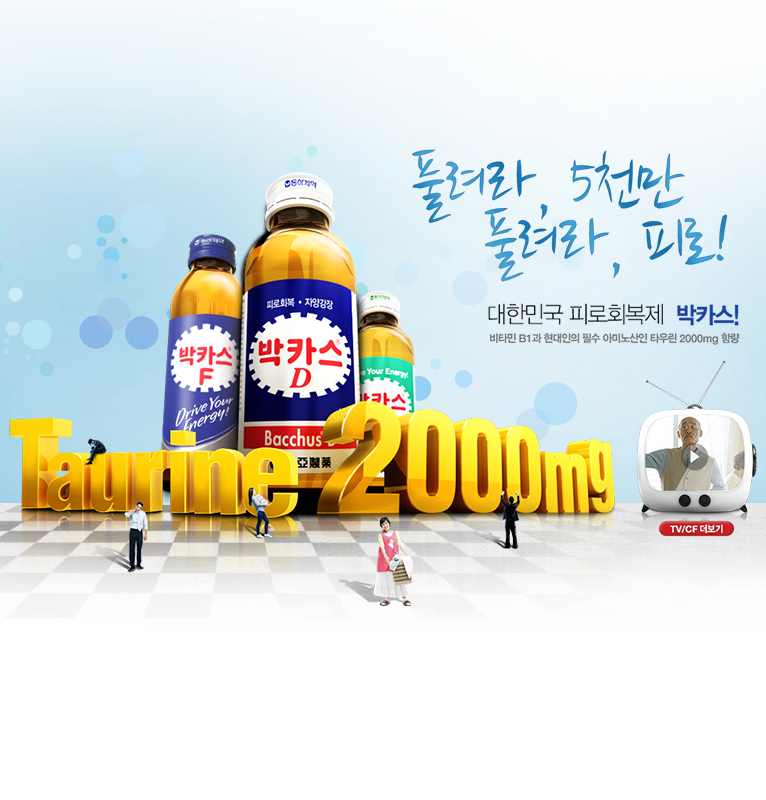 풀려라, 5천만
풀려라, 피로!
대한민국 피로회복제 박카스!
비타민 B1과 현대인의 필수 아미노산인 타우린 2000mg 함량
동아제약
피로회복 • 자양강장
박카스
D
Bacchus
亞製藥
박카스
F
Drive Your
Energy!
Your Energy!
박카스
Taurine 2000mg
TV/CF 더보기